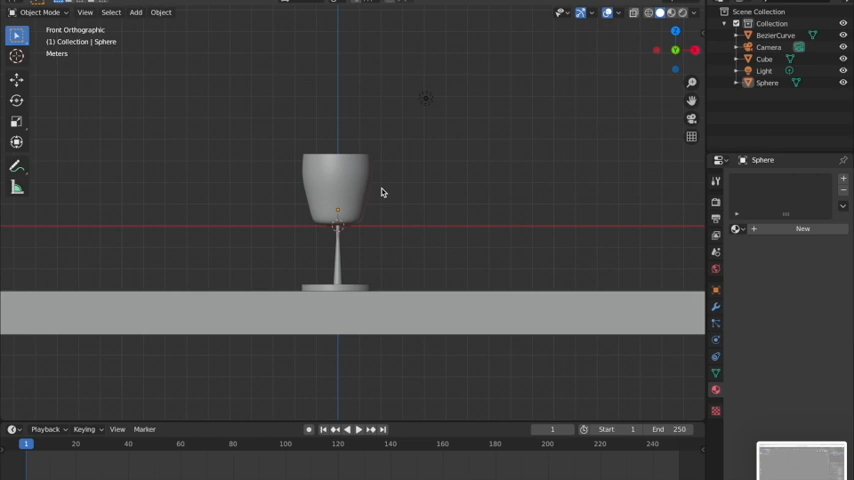 Object Mode View Select Add Object
Front Orthographic
(1) Collection | Sphere
Meters
Z
Y
Scene Collection
Collection
BezierCurve
Camera
Cube
Light
Sphere
Sphere
New
Playback Keying View Marker
1 Start 1 End 250
1 20 40 60 80 100 120 140 160 180 200 220 240